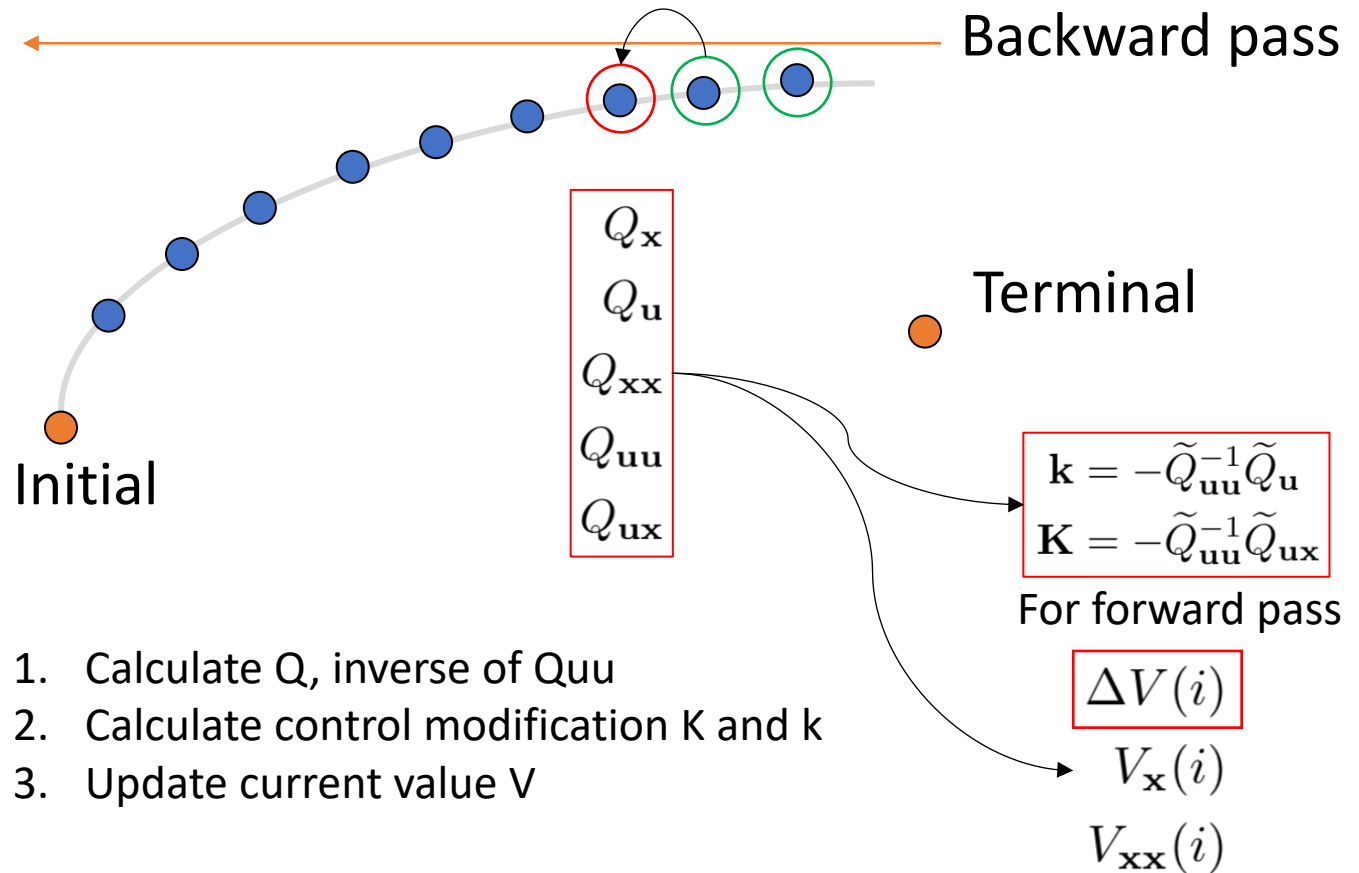 Backward pass
Q_x
Q_u
Q_xx
Q_uu
Q_ux
Terminal
Initial
k = −Q̃_uu^−1 Q̃_u
K = −Q̃_uu^−1 Q̃_ux
For forward pass
ΔV(i)
V_x(i)
V_xx(i)
1. Calculate Q, inverse of Quu
2. Calculate control modification K and k
3. Update current value V